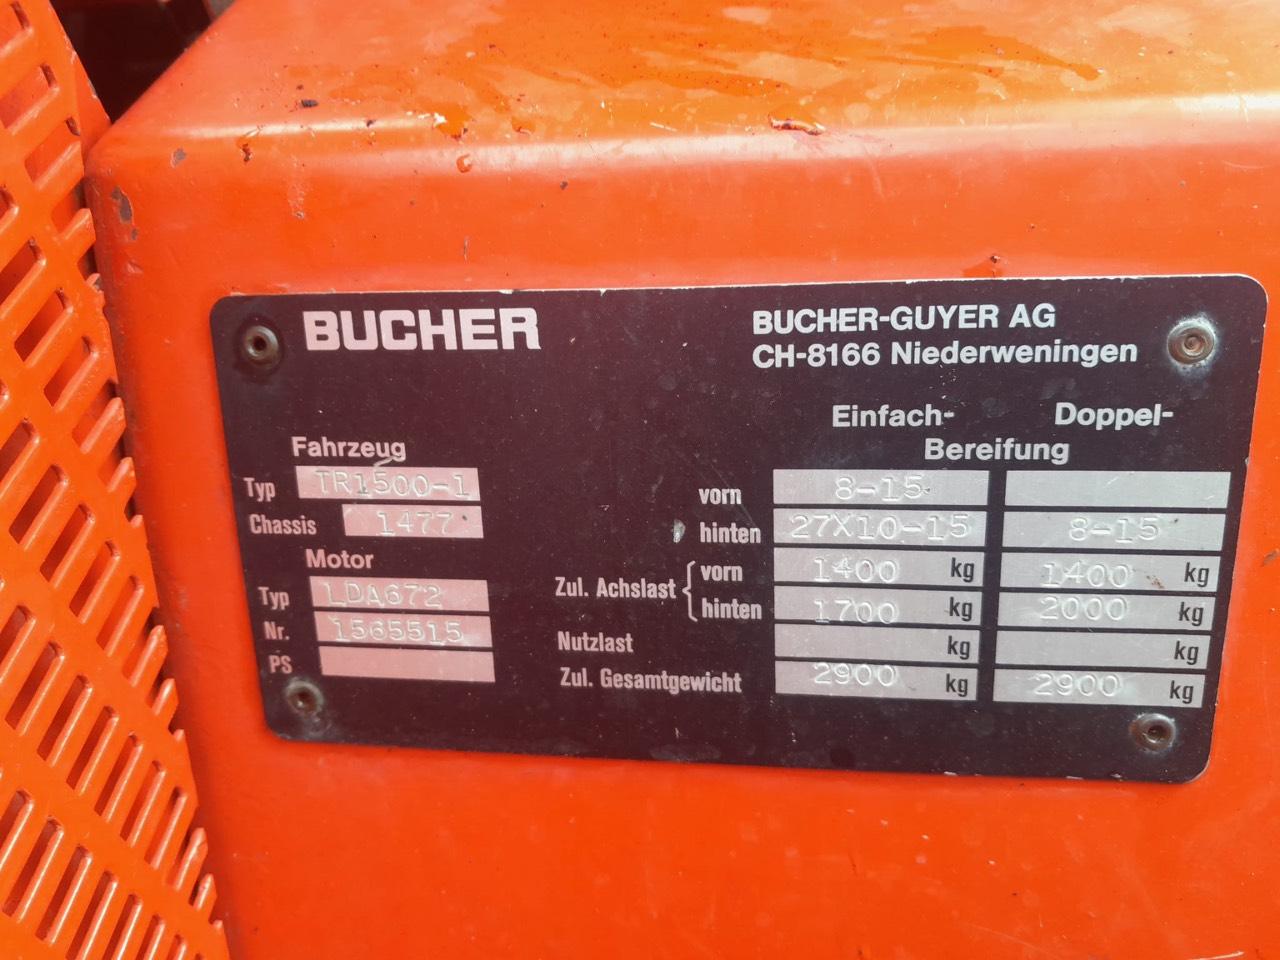 BUCHER
BUCHER-GUYER AG
CH-8166 Niederweningen
Einfach- Doppel-
Bereifung
Fahrzeug
Typ TR1500-1
Chassis 1477
Motor
Typ LDA672
Nr. 1565515
PS
vorn 8-15
hinten 27X10-15 8-15
Zul. Achslast { vorn 1400 kg 1400 kg
hinten 1700 kg 2000 kg
Nutzlast kg kg
Zul. Gesamtgewicht 2900 kg 2900 kg